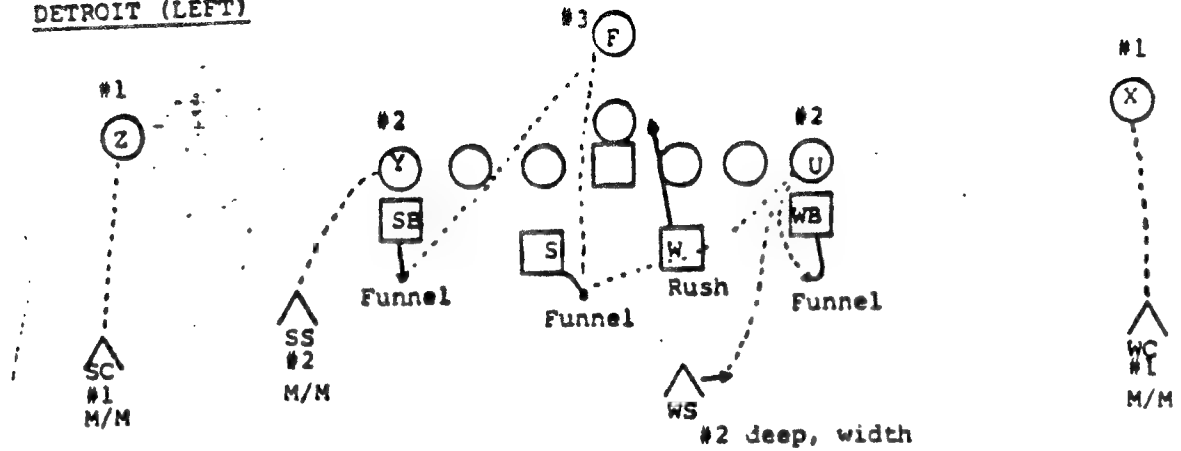 DETROIT (LEFT)
#3
F
#1
#1
X
Z
#2
#2
Y
U
SB
WB
S
W
Rush
Funnel
Funnel
Funnel
SS
#2
M/M
SC
#1
M/M
WC
#1
M/M
WS
#2 deep, width